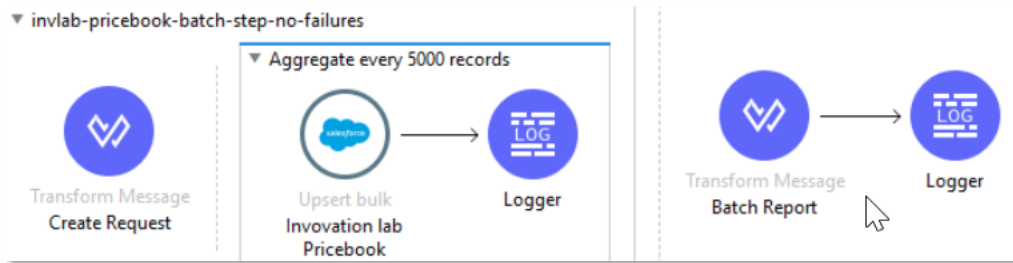 invlab-pricebook-batch-step-no-failures
Aggregate every 5000 records
salesforce
LOG
LOG
Transform Message
Create Request
Upsert bulk
Invovation lab
Pricebook
Logger
Transform Message
Batch Report
Logger